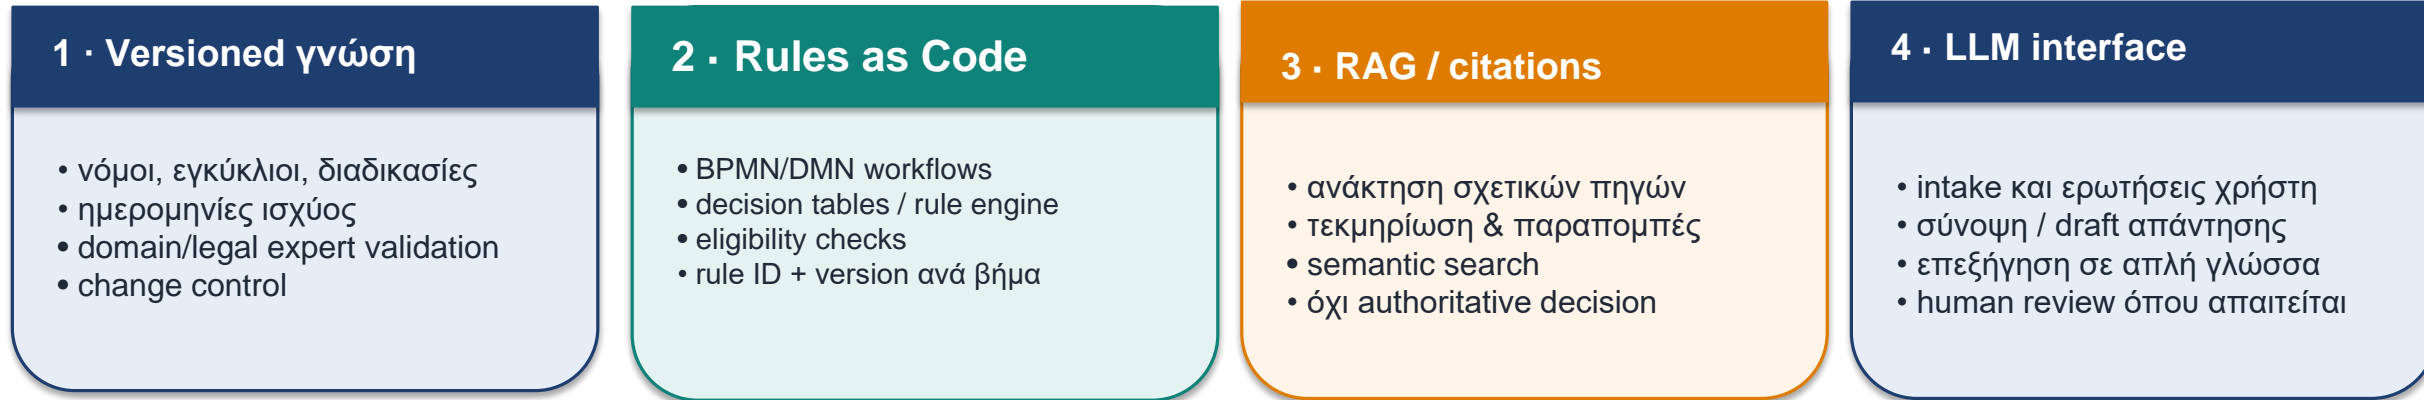 1 · Versioned γνώση
• νόμοι, εγκύκλιοι, διαδικασίες
• ημερομηνίες ισχύος
• domain/legal expert validation
• change control
2 · Rules as Code
• BPMN/DMN workflows
• decision tables / rule engine
• eligibility checks
• rule ID + version ανά βήμα
3 · RAG / citations
• ανάκτηση σχετικών πηγών
• τεκμηρίωση & παραπομπές
• semantic search
• όχι authoritative decision
4 · LLM interface
• intake και ερωτήσεις χρήστη
• σύνοψη / draft απάντησης
• επεξήγηση σε απλή γλώσσα
• human review όπου απαιτείται